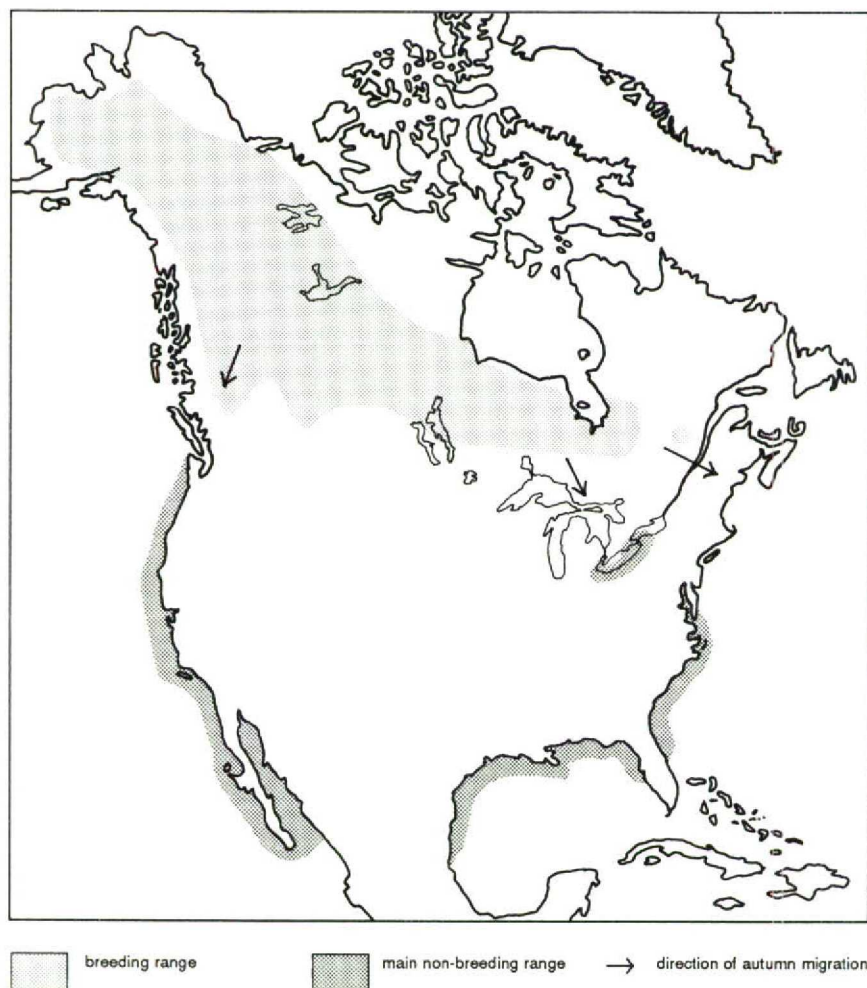 breeding range
main non-breeding range
direction of autumn migration